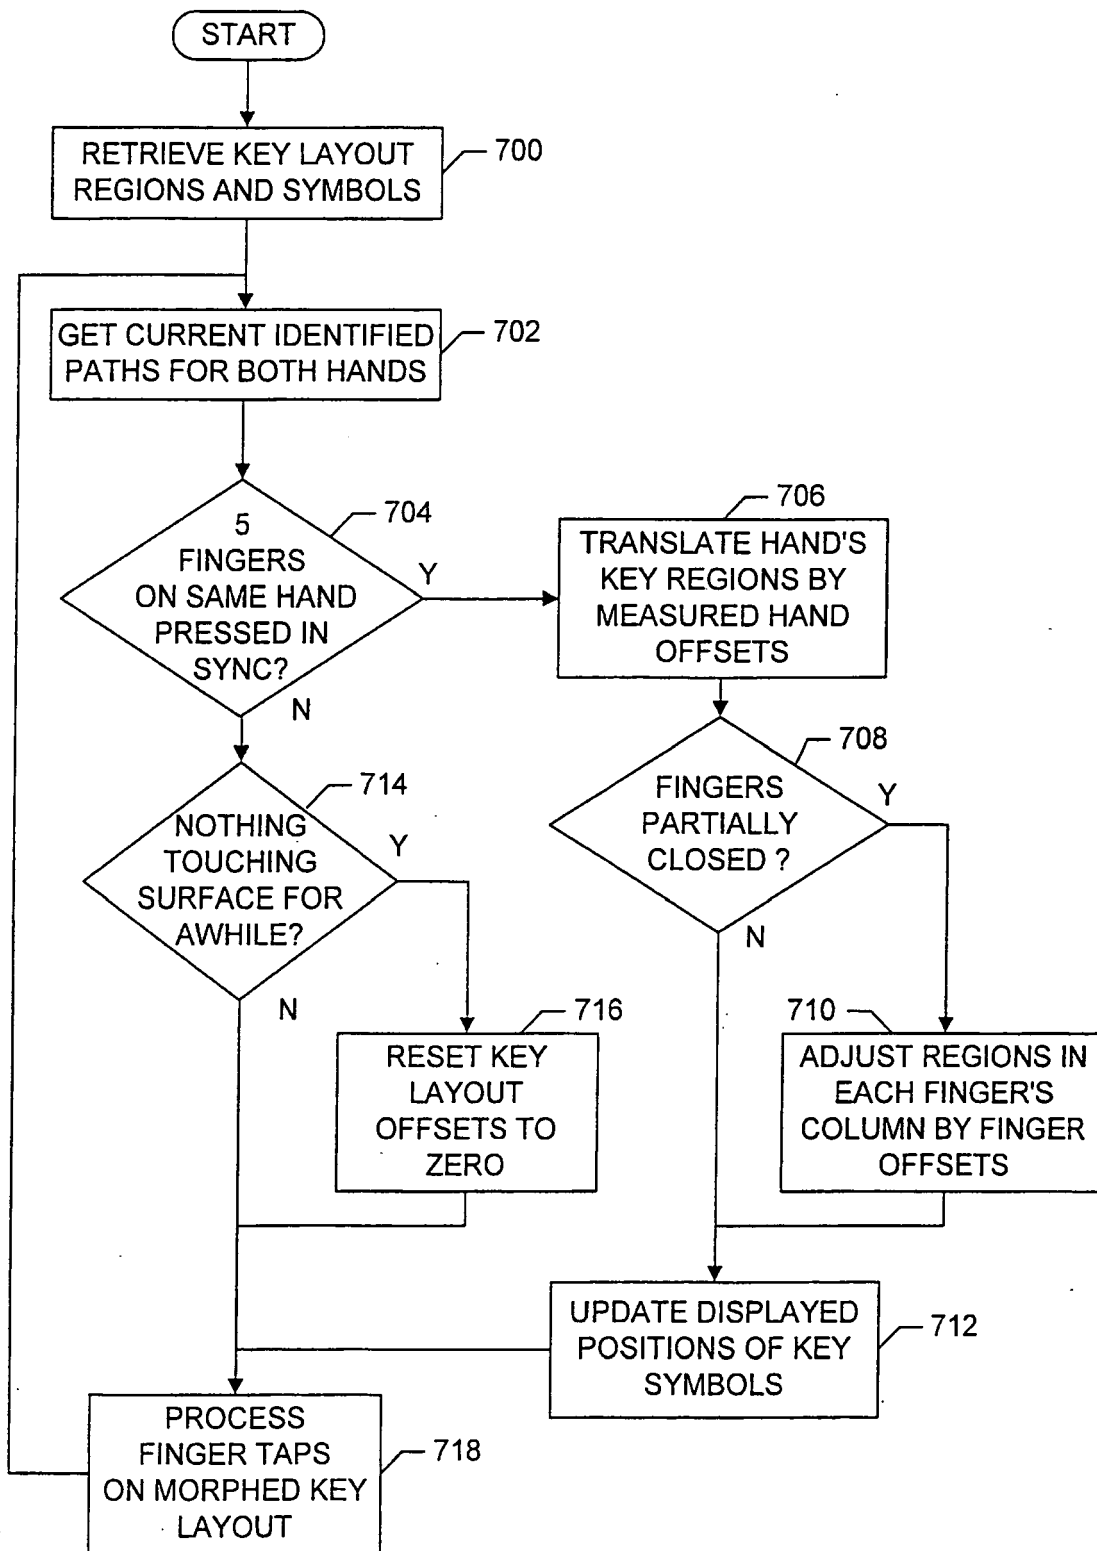 START
RETRIEVE KEY LAYOUT
REGIONS AND SYMBOLS
700
GET CURRENT IDENTIFIED
PATHS FOR BOTH HANDS
702
5
FINGERS
ON SAME HAND
PRESSED IN
SYNC?
704
Y
N
706
TRANSLATE HAND'S
KEY REGIONS BY
MEASURED HAND
OFFSETS
708
FINGERS
PARTIALLY
CLOSED ?
Y
N
714
NOTHING
TOUCHING
SURFACE FOR
AWHILE?
Y
N
716
RESET KEY
LAYOUT
OFFSETS TO
ZERO
710
ADJUST REGIONS IN
EACH FINGER'S
COLUMN BY FINGER
OFFSETS
UPDATE DISPLAYED
POSITIONS OF KEY
SYMBOLS
712
PROCESS
FINGER TAPS
ON MORPHED KEY
LAYOUT
718